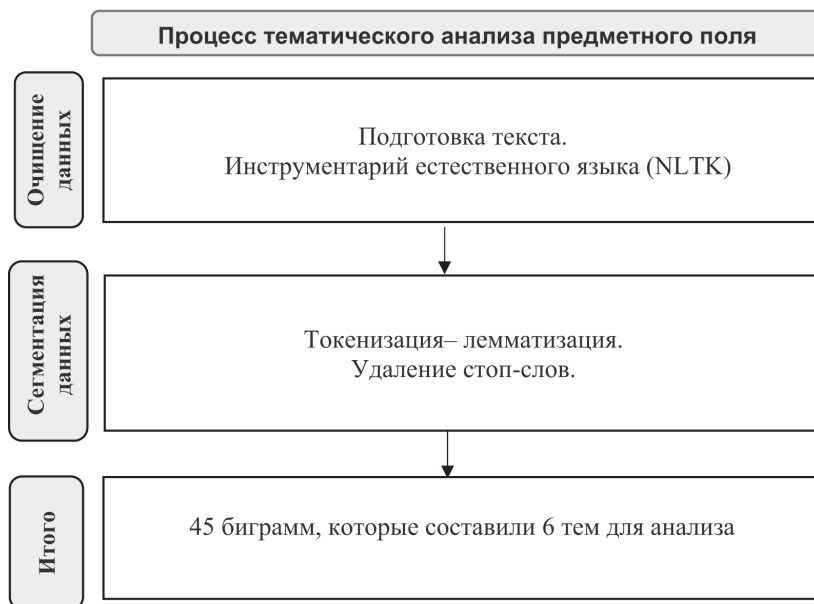 Процесс тематического анализа предметного поля
Очищение
данных
Подготовка текста.
Инструментарий естественного языка (NLTK)
Сегментация
данных
Токенизация– лемматизация.
Удаление стоп-слов.
Итого
45 биграмм, которые составили 6 тем для анализа